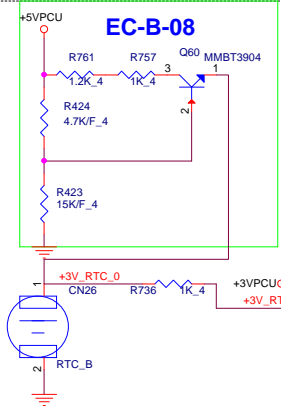 EC-B-08
+5VPCU
R761
1.2K_4
R757
1K_4
Q60
MMBT3904
3
1
2
R424
4.7K/F_4
R423
15K/F_4
+3V_RTC_0
1
CN26
R736
1K_4
+3VPCU
+3V_RT
RTC_B
2